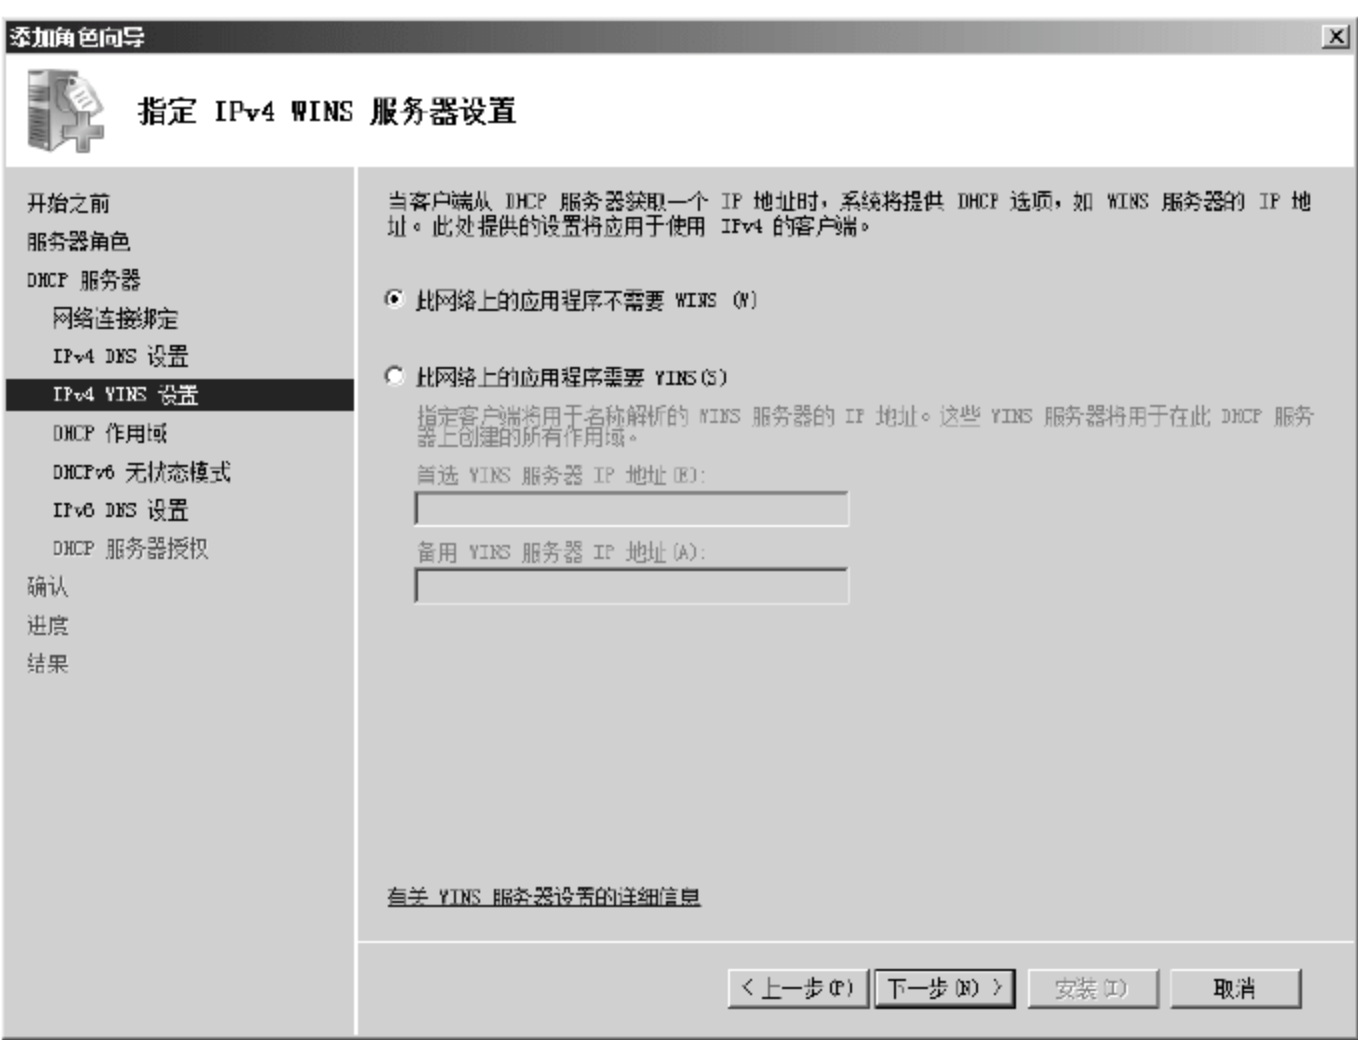 添加角色向导
指定 IPv4 WINS 服务器设置
开始之前
服务器角色
DHCP 服务器
网络连接绑定
IPv4 DNS 设置
IPv4 WINS 设置
DHCP 作用域
DHCPv6 无状态模式
IPv6 DNS 设置
DHCP 服务器授权
确认
进度
结果
当客户端从 DHCP 服务器获取一个 IP 地址时，系统将提供 DHCP 选项，如 WINS 服务器的 IP 地
址。此处提供的设置将应用于使用 IPv4 的客户端。
此网络上的应用程序不需要 WINS (W)
此网络上的应用程序需要 WINS(S)
指定客户端将用于名称解析的 WINS 服务器的 IP 地址。这些 WINS 服务器将用于在此 DHCP 服务
器上创建的所有作用域。
首选 WINS 服务器 IP 地址(E):
备用 WINS 服务器 IP 地址(A):
有关 WINS 服务器设置的详细信息
< 上一步(P) 下一步(N) > 安装(I) 取消